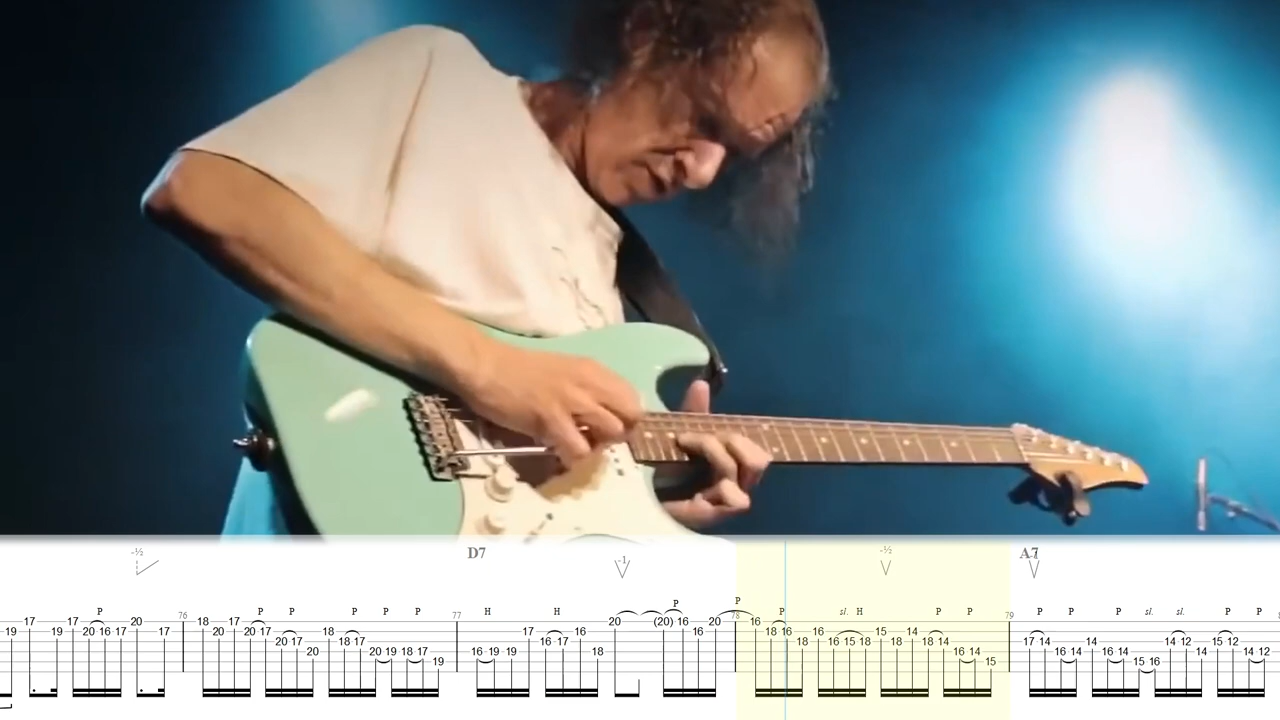 -½ D7 -1 -½ A7
P 76 P P P P P 77 H H P P 78 P sl. H P P 79 P P P sl. sl. P P
19 17 19 17 20 16 17 20 17 18 20 17 20 17 20 17 20 18 18 17 20 19 18 17 19 16 19 19 17 16 17 16 18 20 (20) 16 16 20 16 18 16 18 16 16 15 18 15 18 14 18 14 16 14 15 17 14 16 14 14 16 14 15 16 14 12 14 15 12 14 12